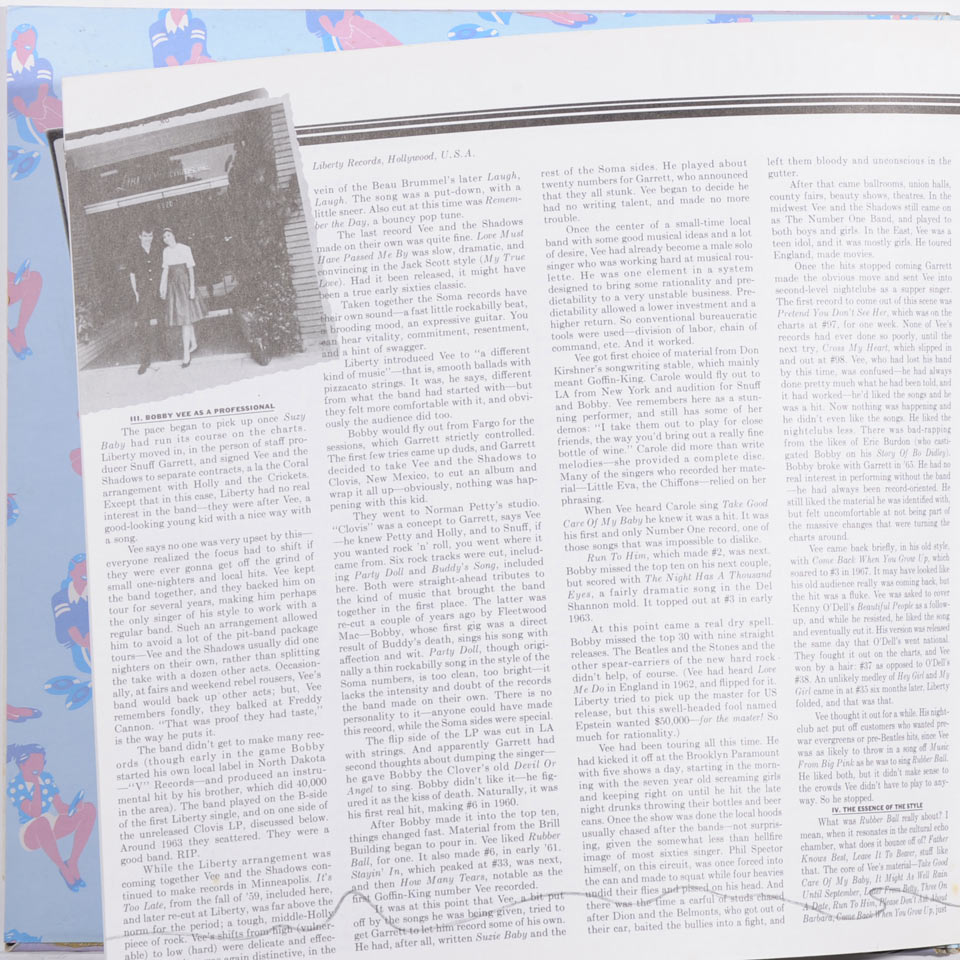 Liberty Records, Hollywood, U.S.A.
III. BOBBY VEE AS A PROFESSIONAL
The pace began to pick up once Suzy
Baby had run its course on the charts.
Liberty moved in, in the person of staff pro-
ducer Snuff Garrett, and signed Vee and the
Shadows to separate contracts, a la the Coral
arrangement with Holly and the Crickets.
Except that in this case, Liberty had no real
interest in the band—they were after Vee, a
good-looking young kid with a nice way with
a song.
Vee says no one was very upset by this—
everyone realized the focus had to shift if
they were ever gonna get off the grind of
small one-nighters and local hits. Vee kept
the band together, and they backed him on
tour for several years, making him perhaps
the only singer of his style to work with a
regular band. Such an arrangement allowed
him to avoid a lot of the pit-band package
tours—Vee and the Shadows usually did one
nighters on their own, rather than splitting
the take with a dozen other acts. Occasion-
ally, at fairs and weekend rebel rousers, Vee's
band would back up other acts; but, Vee
remembers fondly, they balked at Freddy
Cannon. "That was proof they had taste,"
is the way he puts it.
The band didn't get to make many rec-
ords (though early in the game Bobby
started his own local label in North Dakota
—"V" Records—and produced an instru-
mental hit by his brother, which did 40,000
in the area). The band played on the B-side
of the first Liberty single, and on one side of
the unreleased Clovis LP, discussed below.
Around 1963 they scattered. They were a
good band. RIP.
While the Liberty arrangement was
coming together Vee and the Shadows con-
tinued to make records in Minneapolis. It's
Too Late, from the fall of '59, included here,
and later re-cut at Liberty, was far above the
norm for the period; a tough, middle-Holly
piece of rock. Vee's shifts from high (vulner-
able) to low (hard) were delicate and effec-
again distinctive, in the
vein of the Beau Brummel's later Laugh,
Laugh. The song was a put-down, with a
little sneer. Also cut at this time was Remem-
ber the Day, a bouncy pop tune.
The last record Vee and the Shadows
made on their own was quite fine. Love Must
Have Passed Me By was slow, dramatic, and
convincing in the Jack Scott style (My True
Love). Had it been released, it might have
been a true early sixties classic.
Taken together the Soma records have
their own sound—a fast little rockabilly beat,
brooding mood, an expressive guitar. You
can hear vitality, commitment, resentment,
and a hint of swagger.
Liberty introduced Vee to "a different
kind of music"—that is, smooth ballads with
pizzacato strings. It was, he says, different
from what the band had started with—but
they felt more comfortable with it, and obvi-
ously the audience did too.
Bobby would fly out from Fargo for the
sessions, which Garrett strictly controlled.
The first few tries came up duds, and Garrett
decided to take Vee and the Shadows to
Clovis, New Mexico, to cut an album and
wrap it all up—obviously, nothing was hap-
pening with this kid.
They went to Norman Petty's studio.
"Clovis" was a concept to Garrett, says Vee
—he knew Petty and Holly, and to Snuff, if
you wanted rock 'n' roll, you went where it
came from. Six rock tracks were cut, includ-
ing Party Doll and Buddy's Song, included
here. Both were straight-ahead tributes to
the kind of music that brought the band
together in the first place. The latter was
re-cut a couple of years ago by Fleetwood
Mac—Bobby, whose first gig was a direct
result of Buddy's death, sings his song with
affection and wit. Party Doll, though origi-
nally a thin rockabilly song in the style of the
Soma numbers, is too clean, too bright—it
lacks the intensity and doubt of the records
the band made on their own. There is no
personality to it—anyone could have made
this record, while the Soma sides were special.
The flip side of the LP was cut in LA
with strings. And apparently Garrett had
second thoughts about dumping the singer—
he gave Bobby the Clover's old Devil Or
Angel to sing. Bobby didn't like it—he fig-
ured it as the kiss of death. Naturally, it was
his first real hit, making #6 in 1960.
After Bobby made it into the top ten,
things changed fast. Material from the Brill
Building began to pour in. Vee liked Rubber
Ball, for one. It also made #6, in early '61.
Stayin' In, which peaked at #33, was next,
and then How Many Tears, notable as the
first Goffin-King number Vee recorded.
It was at this point that Vee, a bit put
off by the songs he was being given, tried to
get Garrett to let him record some of his own.
He had, after all, written Suzie Baby and the
rest of the Soma sides. He played about
twenty numbers for Garrett, who announced
that they all stunk. Vee began to decide he
had no writing talent, and made no more
trouble.
Once the center of a small-time local
band with some good musical ideas and a lot
of desire, Vee had already become a male solo
singer who was working hard at musical rou-
lette. He was one element in a system
designed to bring some rationality and pre-
dictability to a very unstable business. Pre-
dictability allowed a lower investment and a
higher return. So conventional bureaucratic
tools were used—division of labor, chain of
command, etc. And it worked.
Vee got first choice of material from Don
Kirshner's songwriting stable, which mainly
meant Goffin-King. Carole would fly out to
LA from New York and audition for Snuff
and Bobby. Vee remembers here as a stun-
ning performer, and still has some of her
demos: "I take them out to play for close
friends, the way you'd bring out a really fine
bottle of wine." Carole did more than write
melodies—she provided a complete disc.
Many of the singers who recorded her mate-
rial—Little Eva, the Chiffons—relied on her
phrasing.
When Vee heard Carole sing Take Good
Care Of My Baby he knew it was a hit. It was
his first and only Number One record, one of
those songs that was impossible to dislike.
Run To Him, which made #2, was next.
Bobby missed the top ten on his next couple,
but scored with The Night Has A Thousand
Eyes, a fairly dramatic song in the Del
Shannon mold. It topped out at #3 in early
1963.
At this point came a real dry spell.
Bobby missed the top 30 with nine straight
releases. The Beatles and the Stones and the
other spear-carriers of the new hard rock
didn't help, of course. (Vee had heard Love
Me Do in England in 1962, and flipped for it.
Liberty tried to pick up the master for US
release, but this swell-headed fool named
Epstein wanted $50,000—for the master! So
much for rationality.)
Vee had been touring all this time. He
had kicked it off at the Brooklyn Paramount
with five shows a day, starting in the morn-
ing with the seven year old screaming girls
and keeping right on until he hit the late
night drunks throwing their bottles and beer
cans. Once the show was done the local hoods
usually chased after the bands—not surpris-
ing, given the somewhat less than hellfire
image of most sixties singer. Phil Spector
himself, on this circuit, was once forced into
the can and made to squat while four heavies
undid their flies and pissed on his head. And
there was the time a carful of studs chased
after Dion and the Belmonts, who got out of
their car, baited the bullies into a fight, and
left them bloody and unconscious in the
gutter.
After that came ballrooms, union halls,
county fairs, beauty shows, theatres. In the
midwest, Vee and the Shadows still came on
as The Number One Band, and played to
both boys and girls. In the East, Vee was a
teen idol, and it was mostly girls. He toured
England, made movies.
Once the hits stopped coming Garrett
made the obvious move and sent Vee into
second-level nightclubs as a supper singer.
The first record to come out of this scene was
Pretend You Don't See Her, which was on the
charts at #97, for one week. None of Vee's
records had ever done so poorly, until the
next try, Cross My Heart, which slipped in
and out at #98. Vee, who had lost his band
by this time, was confused—he had always
done pretty much what he had been told, and
it had worked—he'd liked the songs and he
was a hit. Now nothing was happening and
he didn't even like the songs. He liked the
nightclubs less. There was bad-rapping
from the likes of Eric Burdon (who casti-
gated Bobby on his Story Of Bo Didley).
Bobby broke with Garrett in '65. He had no
real interest in performing without the band
—he had always been record-oriented. He
still liked the material he was identified with,
but felt uncomfortable at not being part of
the massive changes that were turning the
charts around.
Vee came back briefly, in his old style,
with Come Back When You Grow Up, which
soared to #3 in 1967. It may have looked like
his old audience really was coming back, but
the hit was a fluke. Vee was asked to cover
Kenny O'Dell's Beautiful People as a follow-
up, and while he resisted, he liked the song
and eventually cut it. His version was released
the same day that O'Dell's went national.
They fought it out on the charts, and Vee
won by a hair: #37 as opposed to O'Dell's
#38. An unlikely medley of Hey Girl and My
Girl came in at #35 six months later, Liberty
folded, and that was that.
Vee thought it out for a while. His night-
club act put off customers who wanted pre-
war evergreens or pre-Beatles hits, since Vee
was as likely to throw in a song off Music
From Big Pink as he was to sing Rubber Ball.
He liked both, but it didn't make sense to
the crowds Vee didn't have to play to any-
way. So he stopped.
IV. THE ESSENCE OF THE STYLE
What was Rubber Ball really about? I
mean, when it resonates in the cultural echo
chamber, what does it bounce off of? Father
Knows Best, Leave It To Beaver, stuff like
that. The core of Vee's material—Take Good
Care Of My Baby, It Might As Well Rain
Until September, Love From Baby, Three On
A Date, Run To Him, Please Don't Ask About
Barbara, Come Back When You Grow Up, just